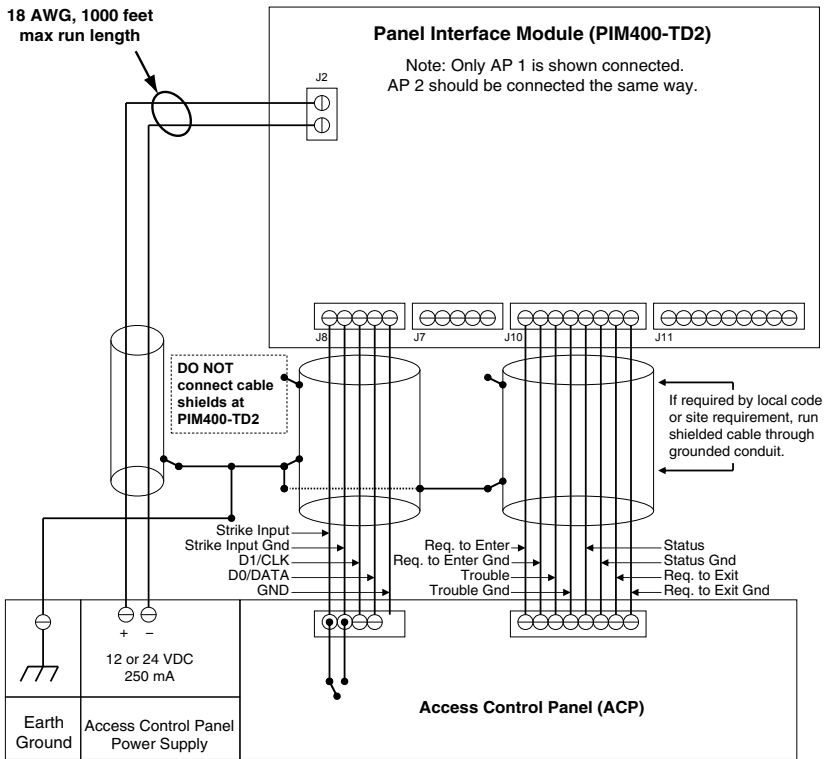 18 AWG, 1000 feet
max run length
Panel Interface Module (PIM400-TD2)
Note: Only AP 1 is shown connected.
AP 2 should be connected the same way.
J2
J8
J7
J10
J11
DO NOT
connect cable
shields at
PIM400-TD2
If required by local code
or site requirement, run
shielded cable through
grounded conduit.
Strike Input
Strike Input Gnd
D1/CLK
D0/DATA
GND
Req. to Enter
Req. to Enter Gnd
Trouble
Trouble Gnd
Status
Status Gnd
Req. to Exit
Req. to Exit Gnd
+ –
12 or 24 VDC
250 mA
Earth
Ground
Access Control Panel
Power Supply
Access Control Panel (ACP)